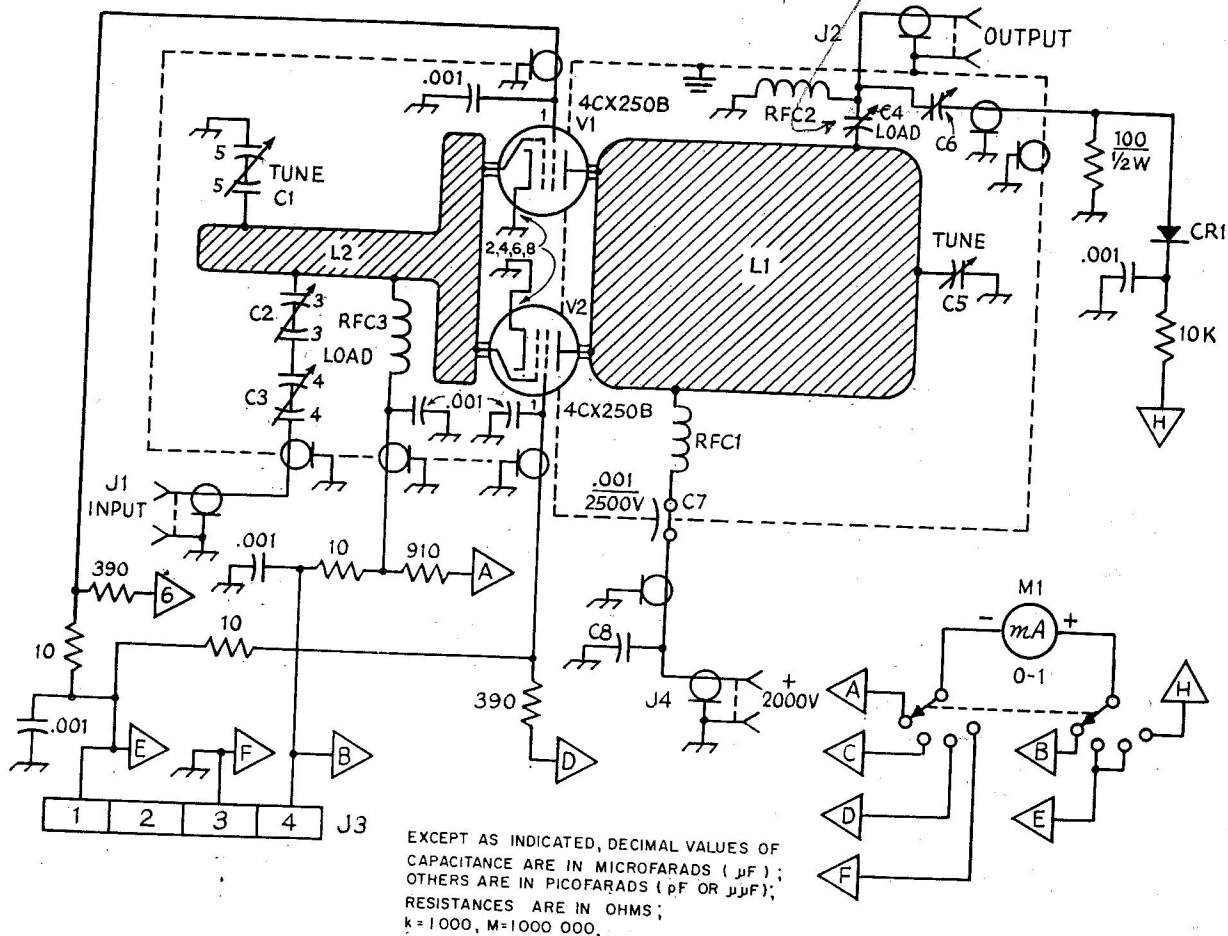 J2
OUTPUT
.001
4CX250B
V1
1
RFC2
C4
LOAD
C6
100
1/2W
5
5
TUNE
C1
CR1
L2
2,4,6,8
L1
TUNE
C5
.001
V2
C2
3
3
RFC3
LOAD
10K
C3
4
4
.001
1
4CX250B
H
RFC1
J1
INPUT
.001
2500V
C7
.001
10
910
A
390
6
M1
10
10
- mA +
0-1
C8
H
390
J4
+
2000V
A
.001
E
F
B
D
C
B
1 2 3 4 J3
D
E
F
EXCEPT AS INDICATED, DECIMAL VALUES OF
CAPACITANCE ARE IN MICROFARADS ( µF ) ;
OTHERS ARE IN PICOFARADS ( pF OR µµF);
RESISTANCES ARE IN OHMS;
k=1000, M=1000 000.